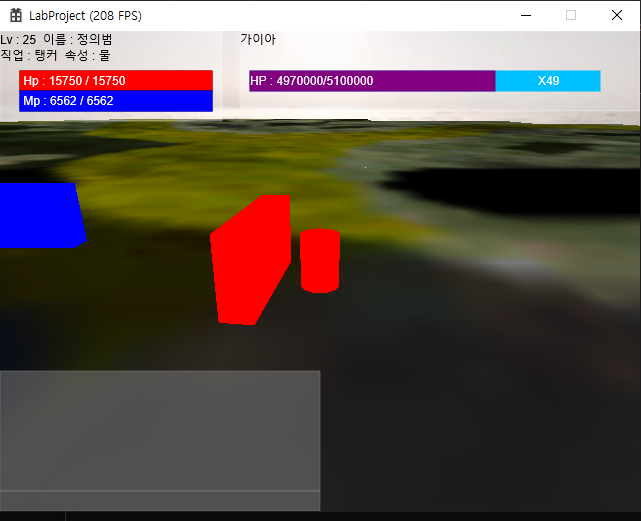 LabProject (208 FPS)
Lv : 25 이름 : 정의범
직업 : 탱커 속성 : 물
Hp : 15750 / 15750
Mp : 6562 / 6562
가이아
HP : 4970000/5100000
X49